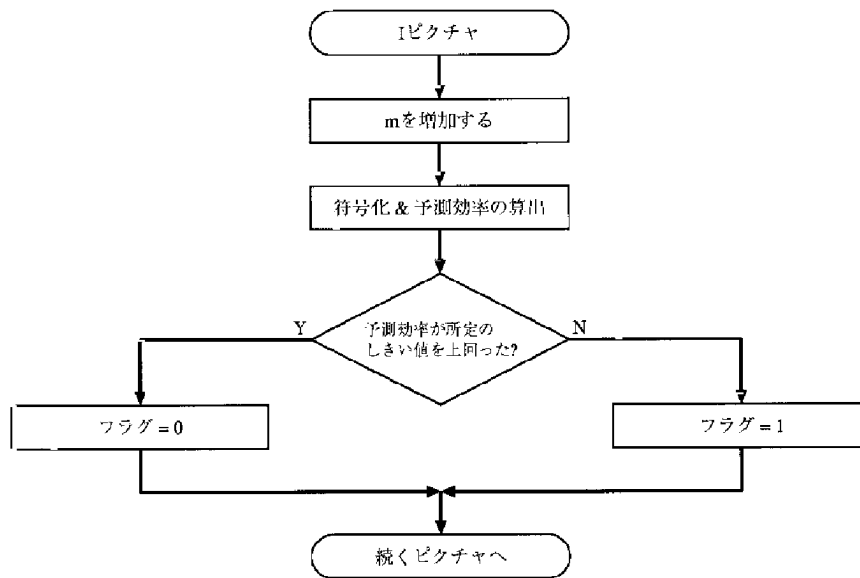 Iピクチャ
mを増加する
符号化 & 予測効率の算出
予測効率が所定の
しきい値を上回った?
Y
N
フラグ = 0
フラグ = 1
続くピクチャへ